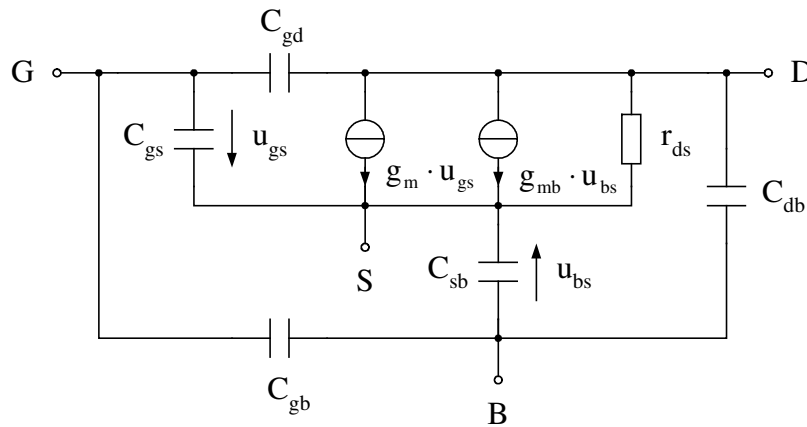 C_gd
G
D
C_gs
u_gs
r_ds
g_m · u_gs
g_mb · u_bs
C_db
S
C_sb
u_bs
C_gb
B